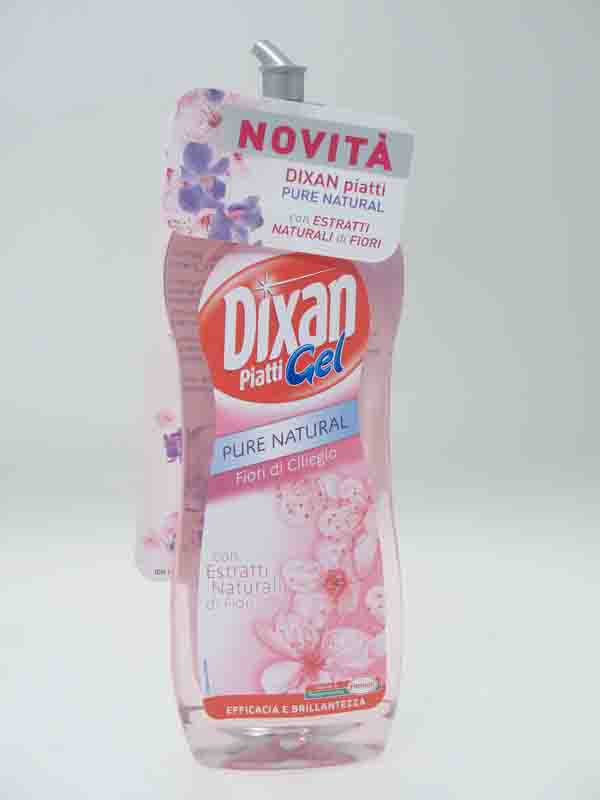 NOVITÀ
DIXAN piatti
PURE NATURAL
con ESTRATTI
NATURALI di FIORI
Dixan
Piatti Gel
PURE NATURAL
Fiori di Ciliegio
con
Estratti
Naturali
di Fiori
Henkel
EFFICACIA E BRILLANTEZZA